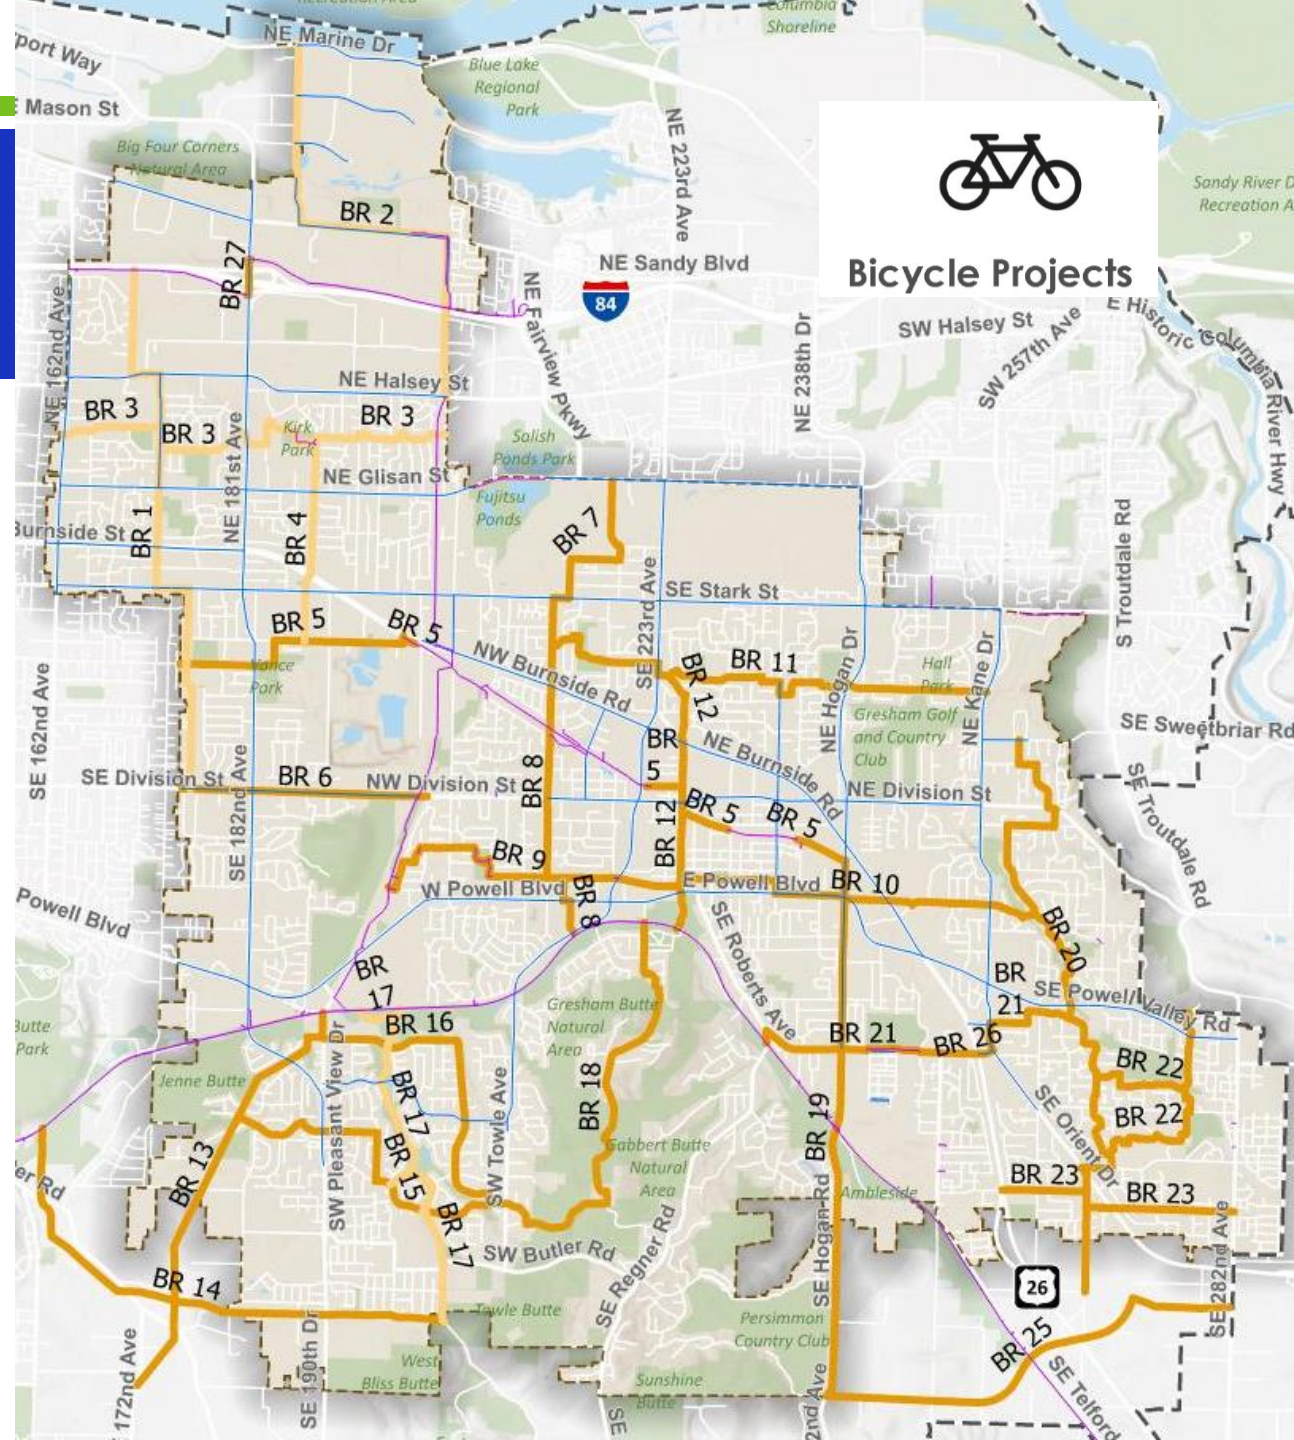 Recreation Area
Columbia
Shoreline
NE Marine Dr
port Way
Blue Lake
Regional
Park
E Mason St
NE 223rd Ave
Big Four Corners
Natural Area
Sandy River D
Recreation A
BR 2
BR 27
NE Sandy Blvd
Bicycle Projects
84
NE 162nd Ave
NE Fairview Pkwy
SW Halsey St
SW 257th Ave
E Historic Columbia River Hwy
NE 238th Dr
NE Halsey St
BR 3
BR 3
BR 3
Kirk
Park
NE 181st Ave
Salish
Ponds Park
NE Glisan St
Fujitsu
Ponds
Burnside St
BR 1
BR 4
BR 7
S Troutdale Rd
SE Stark St
SE 223rd Ave
BR 5
BR 5
NW Burnside Rd
Vance
Park
BR 11
BR 12
NE Hogan Dr
Hall
Park
NE Kane Dr
SE 162nd Ave
Gresham Golf
and Country
Club
SE Sweetbriar Rd
BR
5
NE Burnside Rd
SE Division St
SE 182nd Ave
BR 6
NW Division St
BR 8
NE Division St
SE Troutdale Rd
BR 5
BR 5
BR 12
BR 9
W Powell Blvd
BR 8
E Powell Blvd
BR 10
Powell Blvd
SE Roberts Ave
BR 20
BR
17
BR
21
SE Powell Valley Rd
Gresham Butte
Natural
Area
Butte
Park
BR 16
BR 21
BR 26
Jenne Butte
SW Pleasant View Dr
BR 17
SW Towle Ave
BR 18
BR 22
BR 22
SE Orient Dr
BR 19
BR 13
BR 15
Gabbert Butte
Natural
Area
er Rd
BR 23
BR 23
Ambleside
SE Hogan Rd
BR 17
SW Butler Rd
SE Regner Rd
SE 282nd Ave
BR 14
26
Towle Butte
Persimmon
Country Club
SE 190th Dr
172nd Ave
BR 25
West
Bliss Butte
Sunshine
Butte
SE Telford
2nd Ave
SE